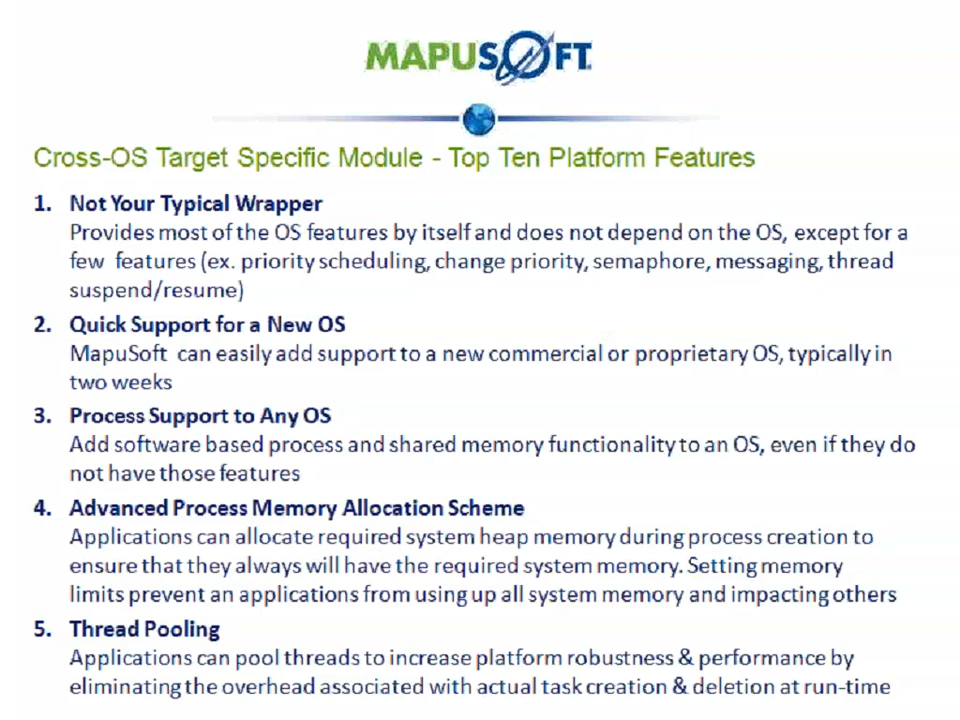 MAPUSOFT
Cross-OS Target Specific Module - Top Ten Platform Features
1. Not Your Typical Wrapper
Provides most of the OS features by itself and does not depend on the OS, except for a
few features (ex. priority scheduling, change priority, semaphore, messaging, thread
suspend/resume)
2. Quick Support for a New OS
MapuSoft can easily add support to a new commercial or proprietary OS, typically in
two weeks
3. Process Support to Any OS
Add software based process and shared memory functionality to an OS, even if they do
not have those features
4. Advanced Process Memory Allocation Scheme
Applications can allocate required system heap memory during process creation to
ensure that they always will have the required system memory. Setting memory
limits prevent an applications from using up all system memory and impacting others
5. Thread Pooling
Applications can pool threads to increase platform robustness & performance by
eliminating the overhead associated with actual task creation & deletion at run-time